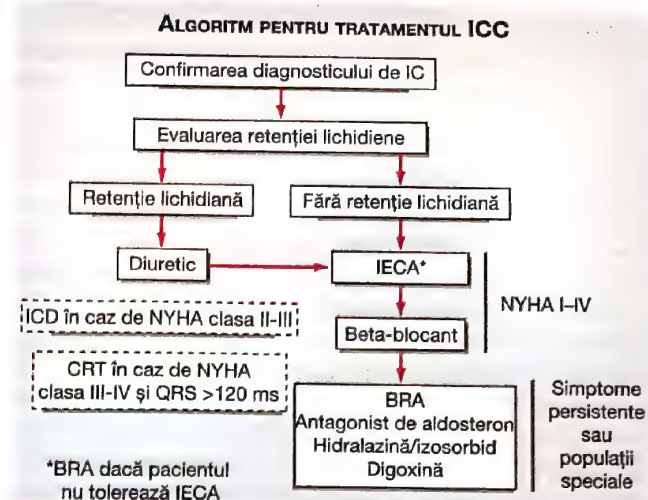 ALGORITM PENTRU TRATAMENTUL ICC
Confirmarea diagnosticului de IC
Evaluarea retenției lichidiene
Retenție lichidiană
Fără retenție lichidiană
Diuretic
IECA*
NYHA I–IV
ICD în caz de NYHA clasa II-III
Beta-blocant
CRT în caz de NYHA
clasa III-IV și QRS >120 ms
BRA
Antagonist de aldosteron
Hidralazină/izosorbid
Digoxină
Simptome
persistente
sau
populații
speciale
*BRA dacă pacientul
nu tolerează IECA